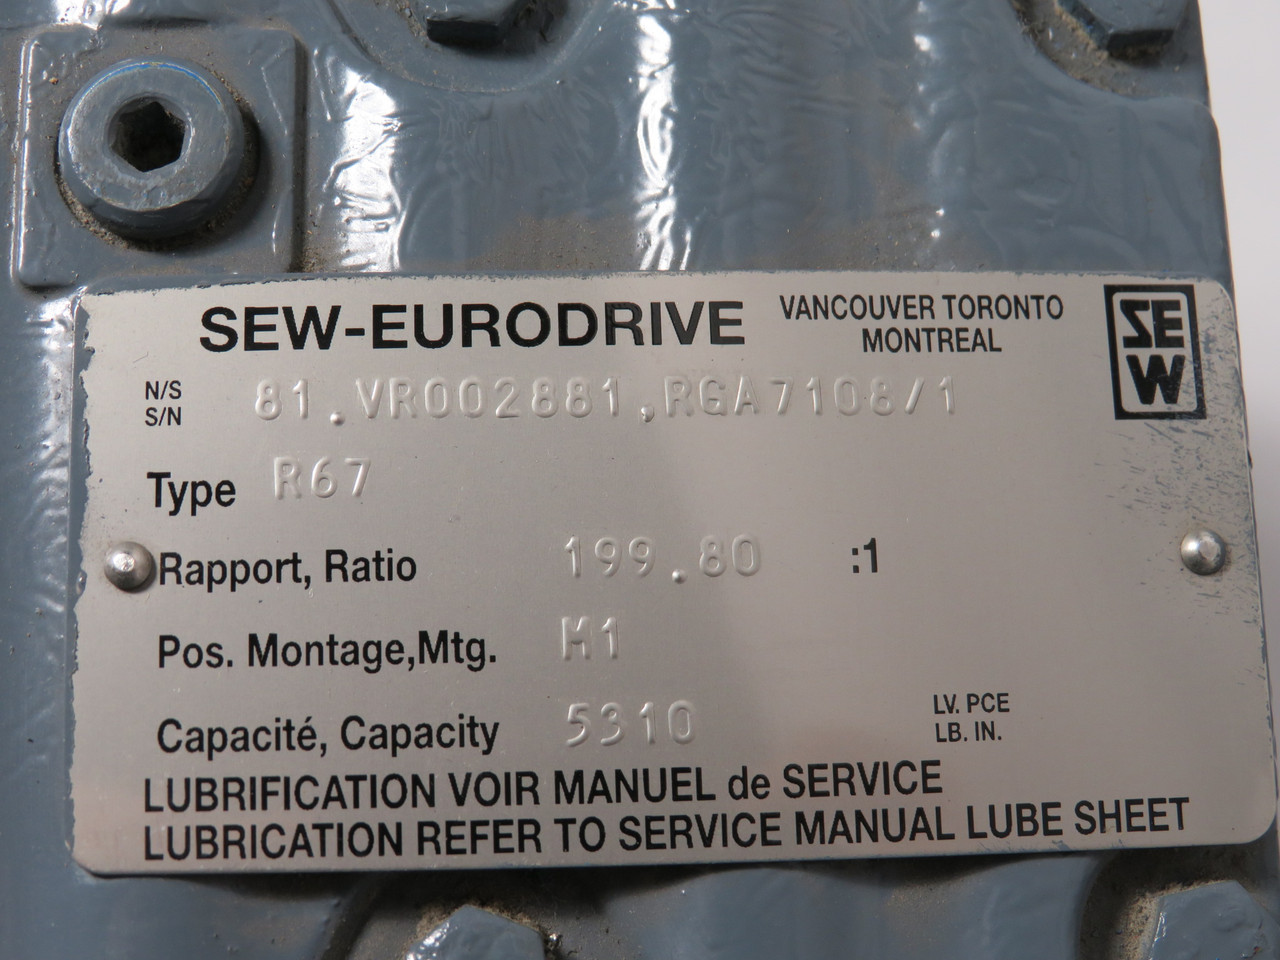 SEW-EURODRIVE
VANCOUVER TORONTO
MONTREAL
SE
W
N/S
S/N
81.VR002881.RGA7108/1
Type R67
Rapport, Ratio 199.80 :1
Pos. Montage,Mtg. M1
Capacité, Capacity 5310
LV. PCE
LB. IN.
LUBRIFICATION VOIR MANUEL de SERVICE
LUBRICATION REFER TO SERVICE MANUAL LUBE SHEET